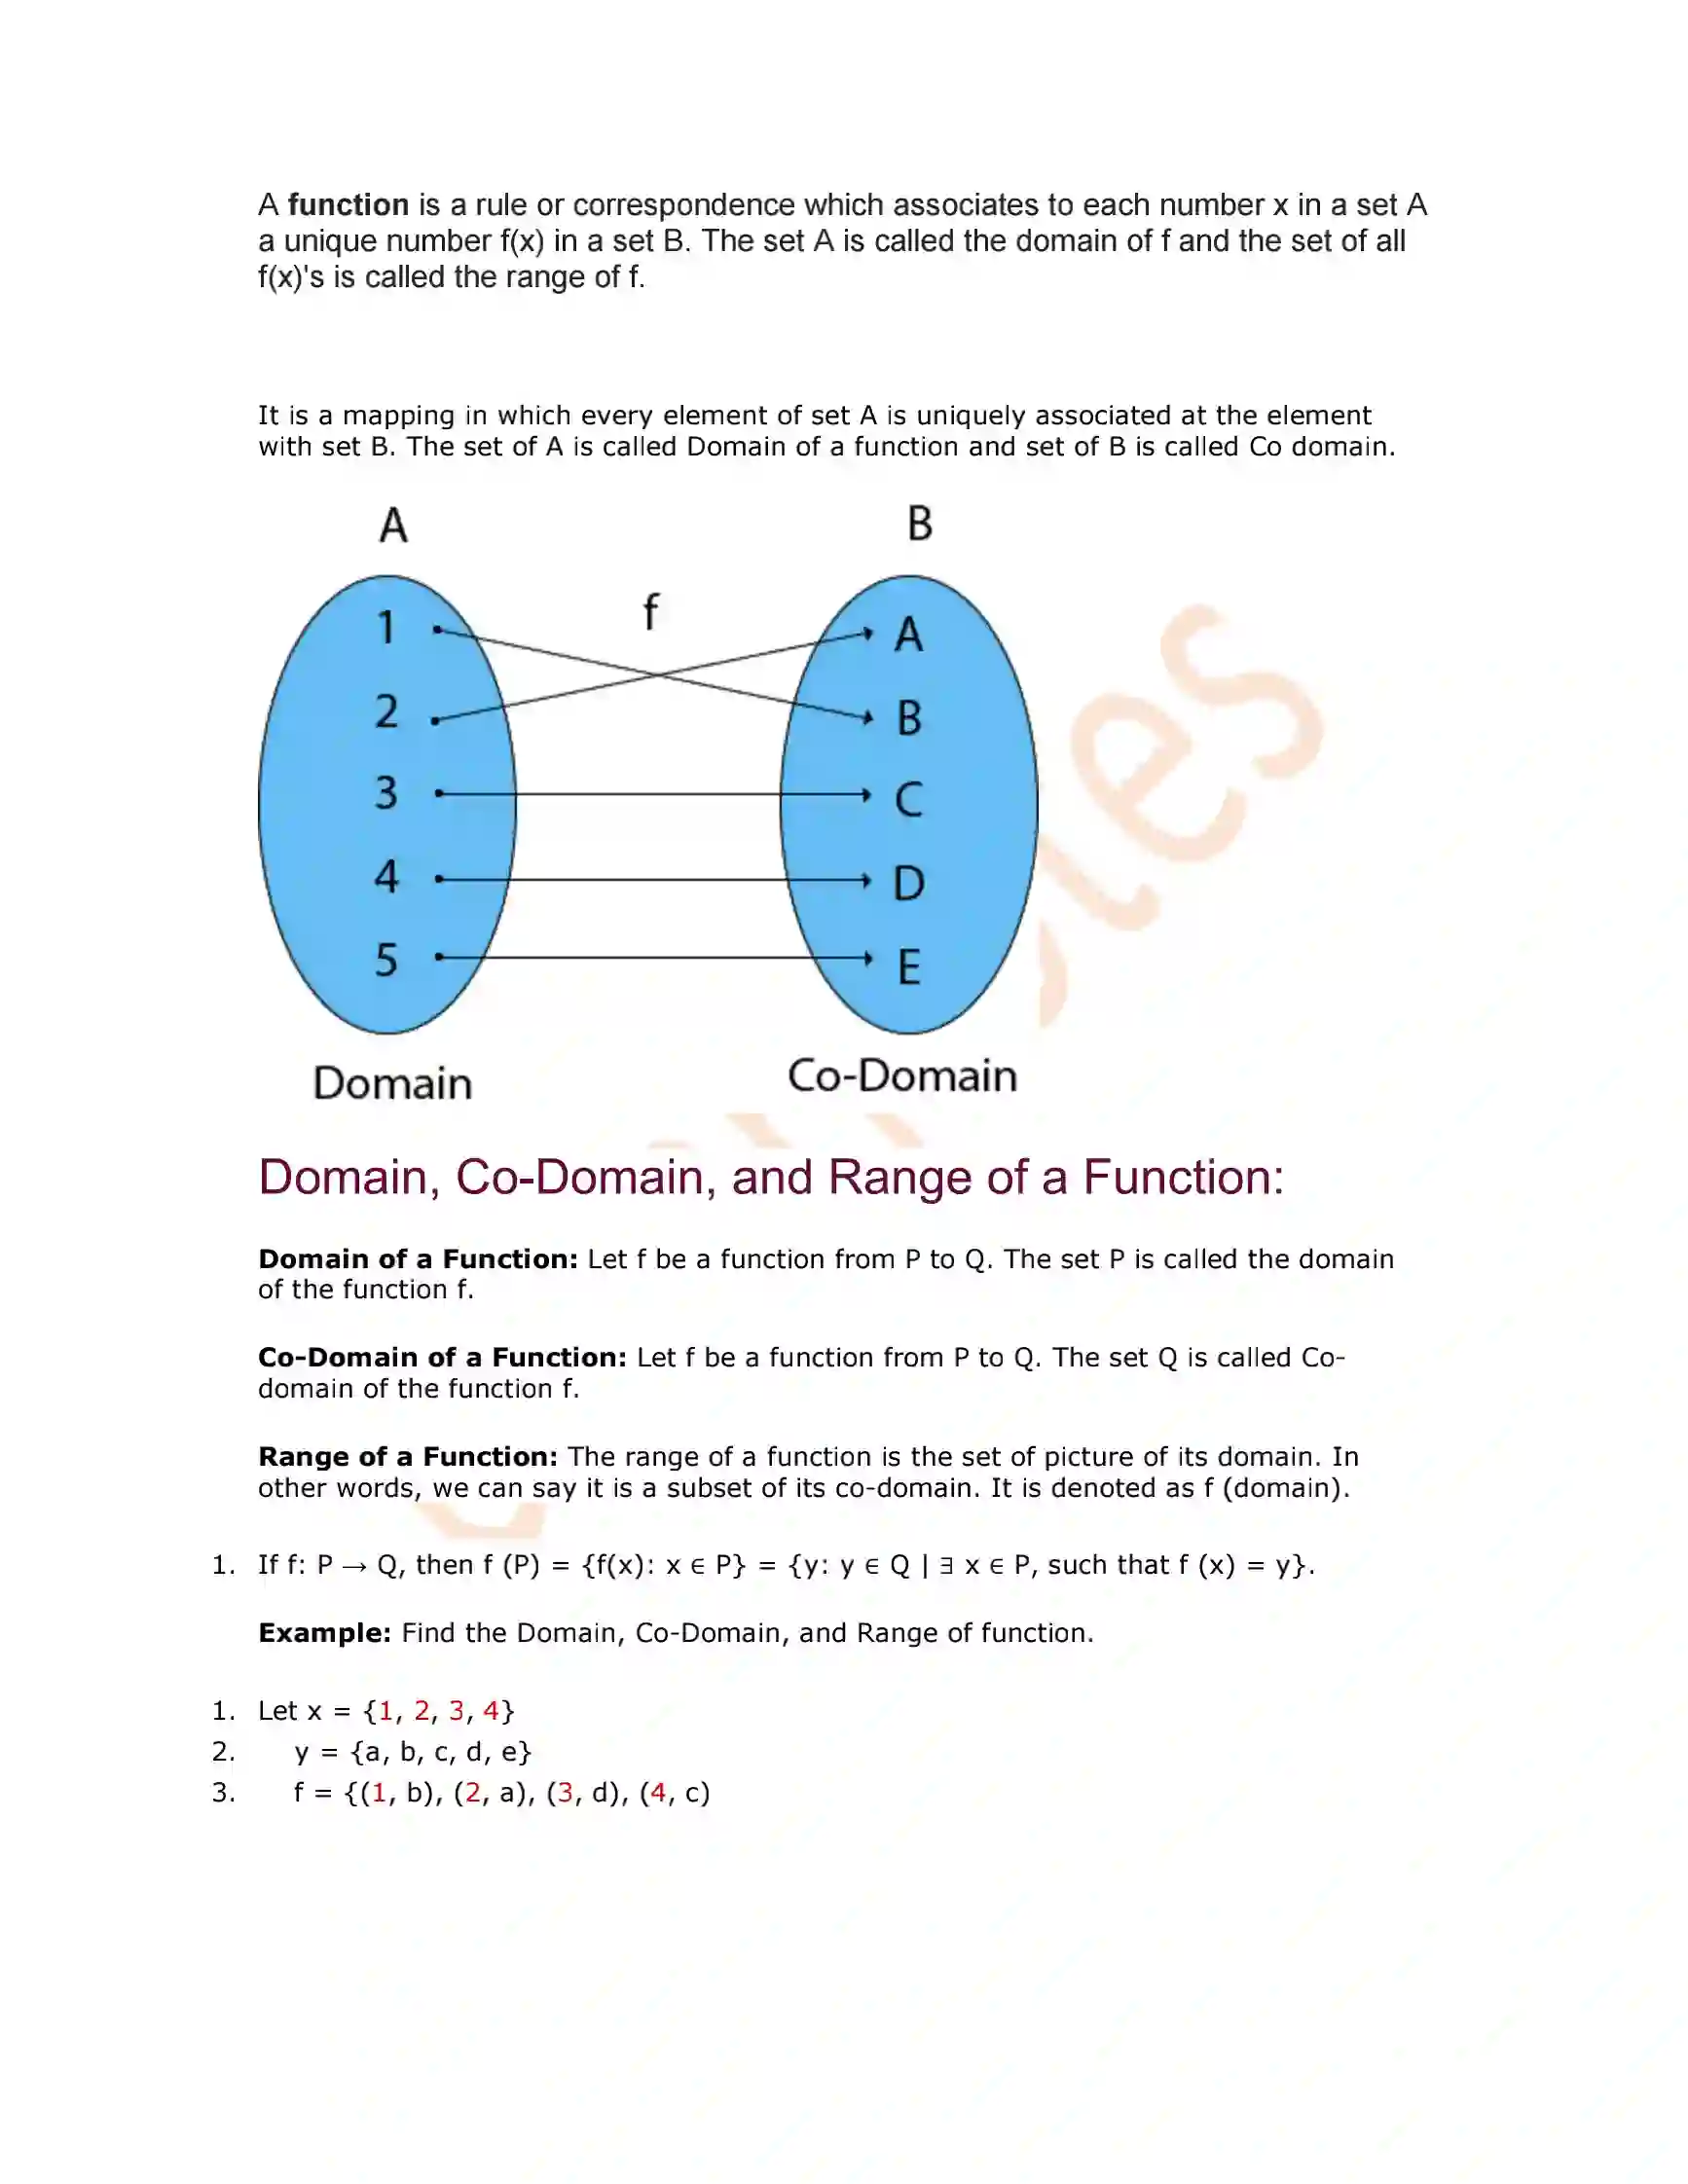 A function is a rule or correspondence which associates to each number x in a set A
a unique number f(x) in a set B. The set A is called the domain of f and the set of all
f(x)'s is called the range of f.
It is a mapping in which every element of set A is uniquely associated at the element
with set B. The set of A is called Domain of a function and set of B is called Co domain.
A B
f
1 A
2 B
3 C
4 D
5 E
Domain Co-Domain
Domain, Co-Domain, and Range of a Function:
Domain of a Function: Let f be a function from P to Q. The set P is called the domain
of the function f.
Co-Domain of a Function: Let f be a function from P to Q. The set Q is called Co-
domain of the function f.
Range of a Function: The range of a function is the set of picture of its domain. In
other words, we can say it is a subset of its co-domain. It is denoted as f (domain).
1. If f: P → Q, then f (P) = {f(x): x ∈ P} = {y: y ∈ Q | ∃ x ∈ P, such that f (x) = y}.
Example: Find the Domain, Co-Domain, and Range of function.
1. Let x = {1, 2, 3, 4}
2. y = {a, b, c, d, e}
3. f = {(1, b), (2, a), (3, d), (4, c)